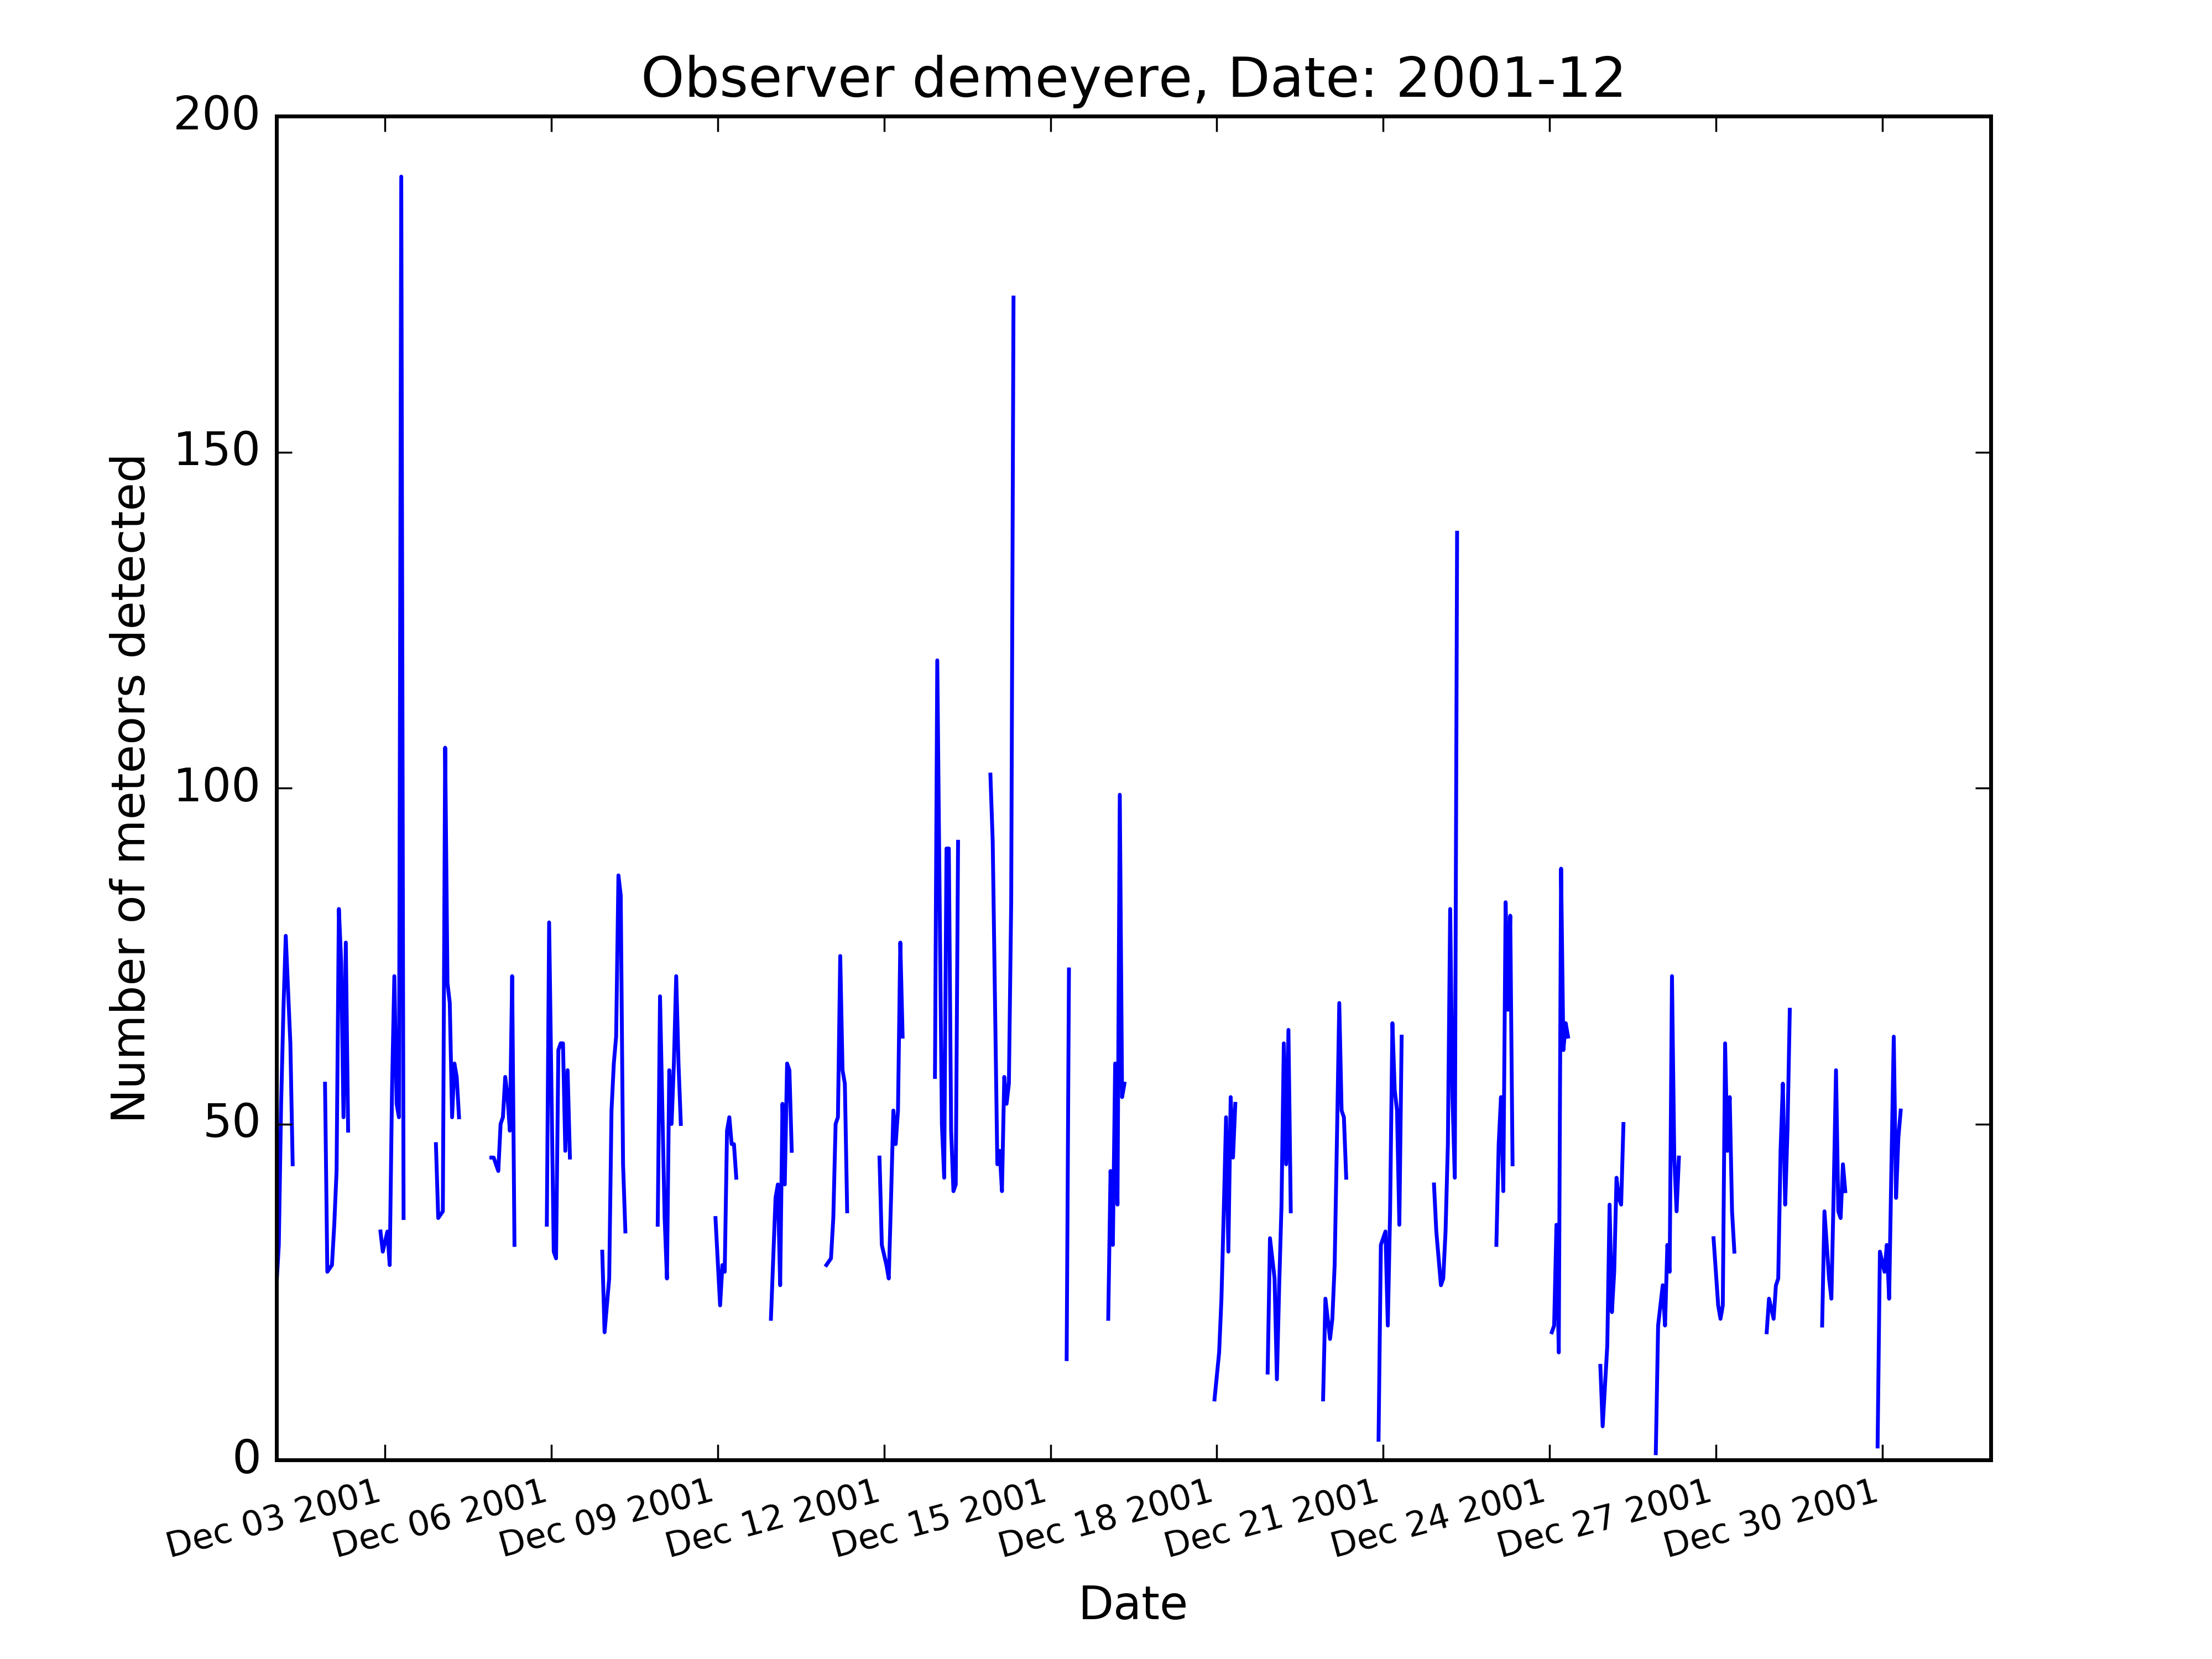 Observer demeyere, Date: 2001-12
200
150
100
50
0
Number of meteors detected
Dec 03 2001
Dec 06 2001
Dec 09 2001
Dec 12 2001
Dec 15 2001
Dec 18 2001
Dec 21 2001
Dec 24 2001
Dec 27 2001
Dec 30 2001
Date